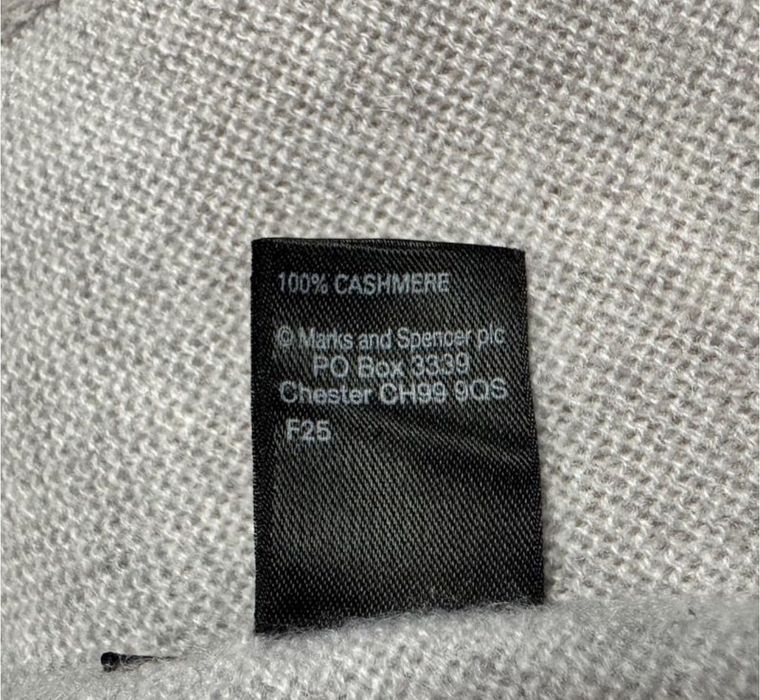 100% CASHMERE
© Marks and Spencer plc
PO Box 3339
Chester CH99 9QS
F25